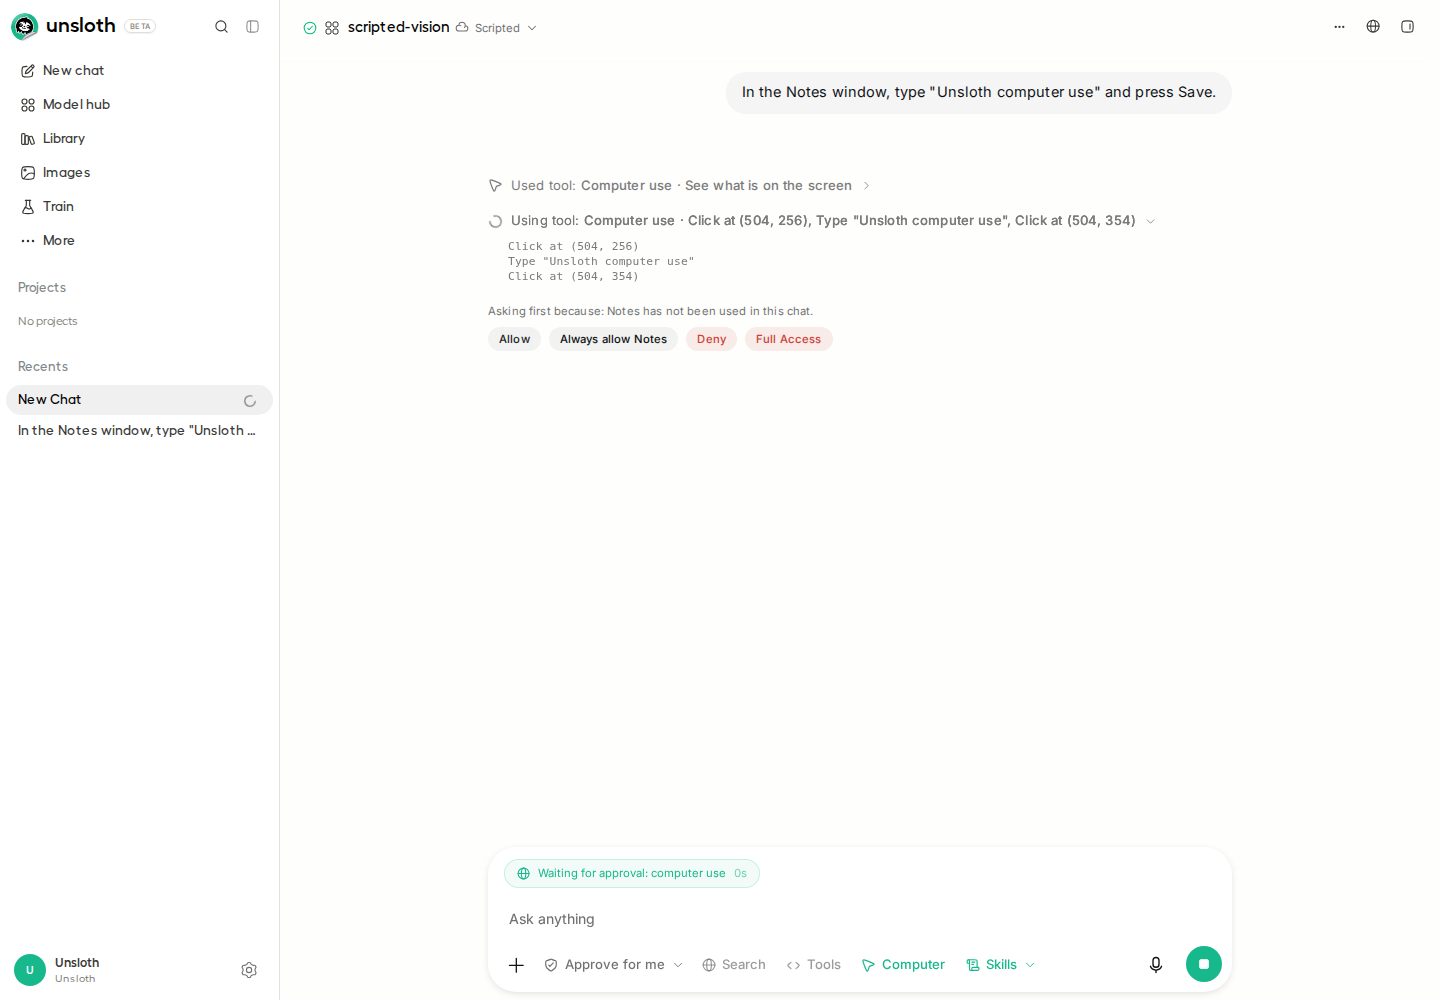 unsloth BETA
New chat
Model hub
Library
Images
Train
More
Projects
No projects
Recents
New Chat
In the Notes window, type "Unsloth ...
U
Unsloth
Unsloth
scripted-vision Scripted
In the Notes window, type "Unsloth computer use" and press Save.
Used tool: Computer use · See what is on the screen
Using tool: Computer use · Click at (504, 256), Type "Unsloth computer use", Click at (504, 354)
Click at (504, 256)
Type "Unsloth computer use"
Click at (504, 354)
Asking first because: Notes has not been used in this chat.
Allow Always allow Notes Deny Full Access
Waiting for approval: computer use 0s
Ask anything
Approve for me Search Tools Computer Skills